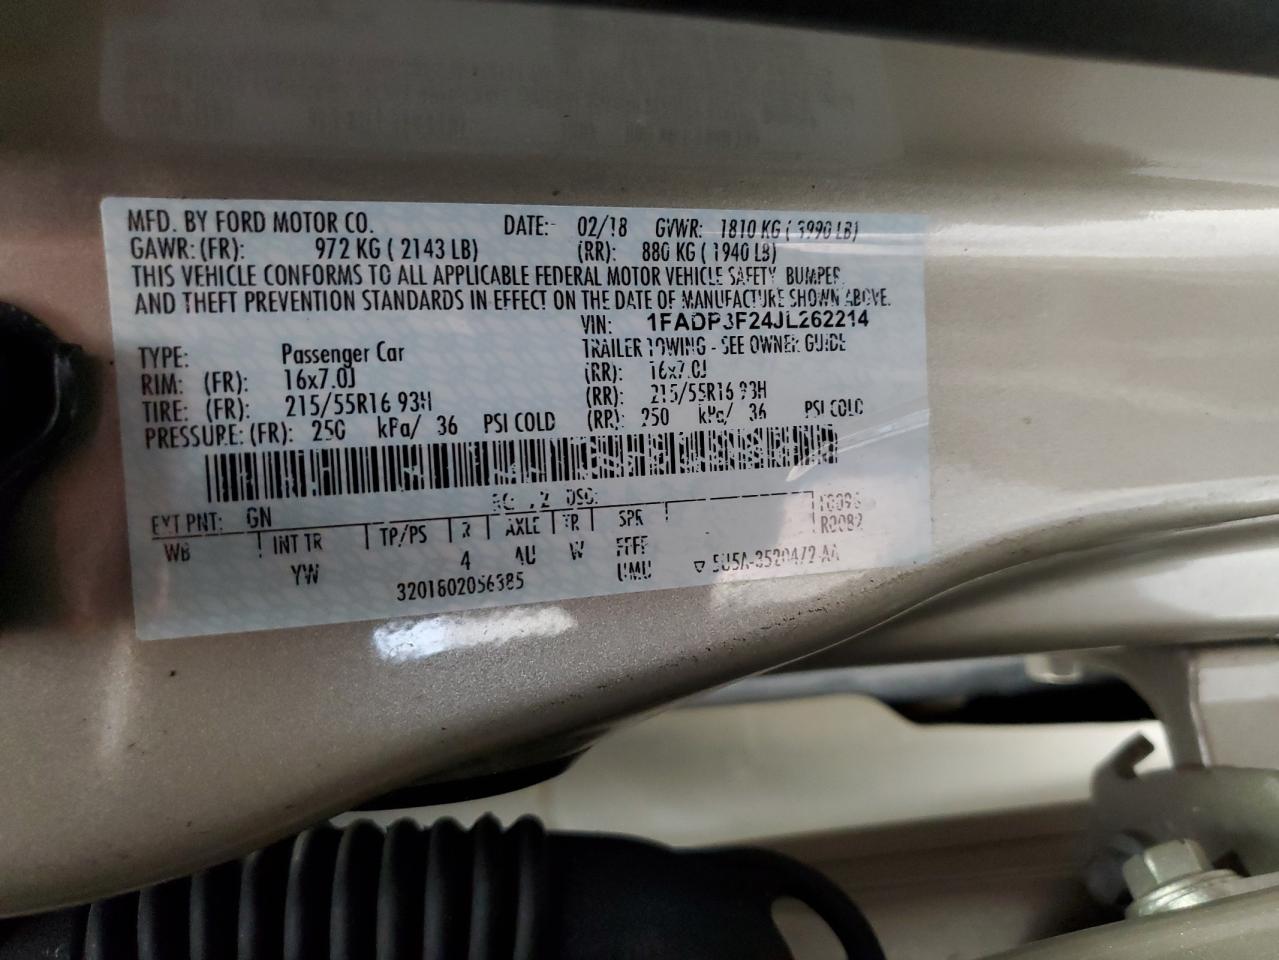 MFD. BY FORD MOTOR CO. DATE: 02/18 GVWR: 1810 KG ( 3990 LB)
GAWR: (FR): 972 KG ( 2143 LB) (RR): 880 KG ( 1940 LB)
THIS VEHICLE CONFORMS TO ALL APPLICABLE FEDERAL MOTOR VEHICLE SAFETY, BUMPER,
AND THEFT PREVENTION STANDARDS IN EFFECT ON THE DATE OF MANUFACTURE SHOWN ABOVE.
VIN: 1FADP3F24JL262214
TYPE: Passenger Car TRAILER TOWING - SEE OWNER GUIDE
RIM: (FR): 16x7.0J (RR): 16x7.0J
TIRE: (FR): 215/55R16 93H (RR): 215/55R16 93H
PRESSURE: (FR): 250 kPa/ 36 PSI COLD (RR): 250 kPa/ 36 PSI COLD
EXT PNT: GN DSO:
WB INT TR TP/PS R AXLE TR SPR
YW 4 4U W
3201802056385